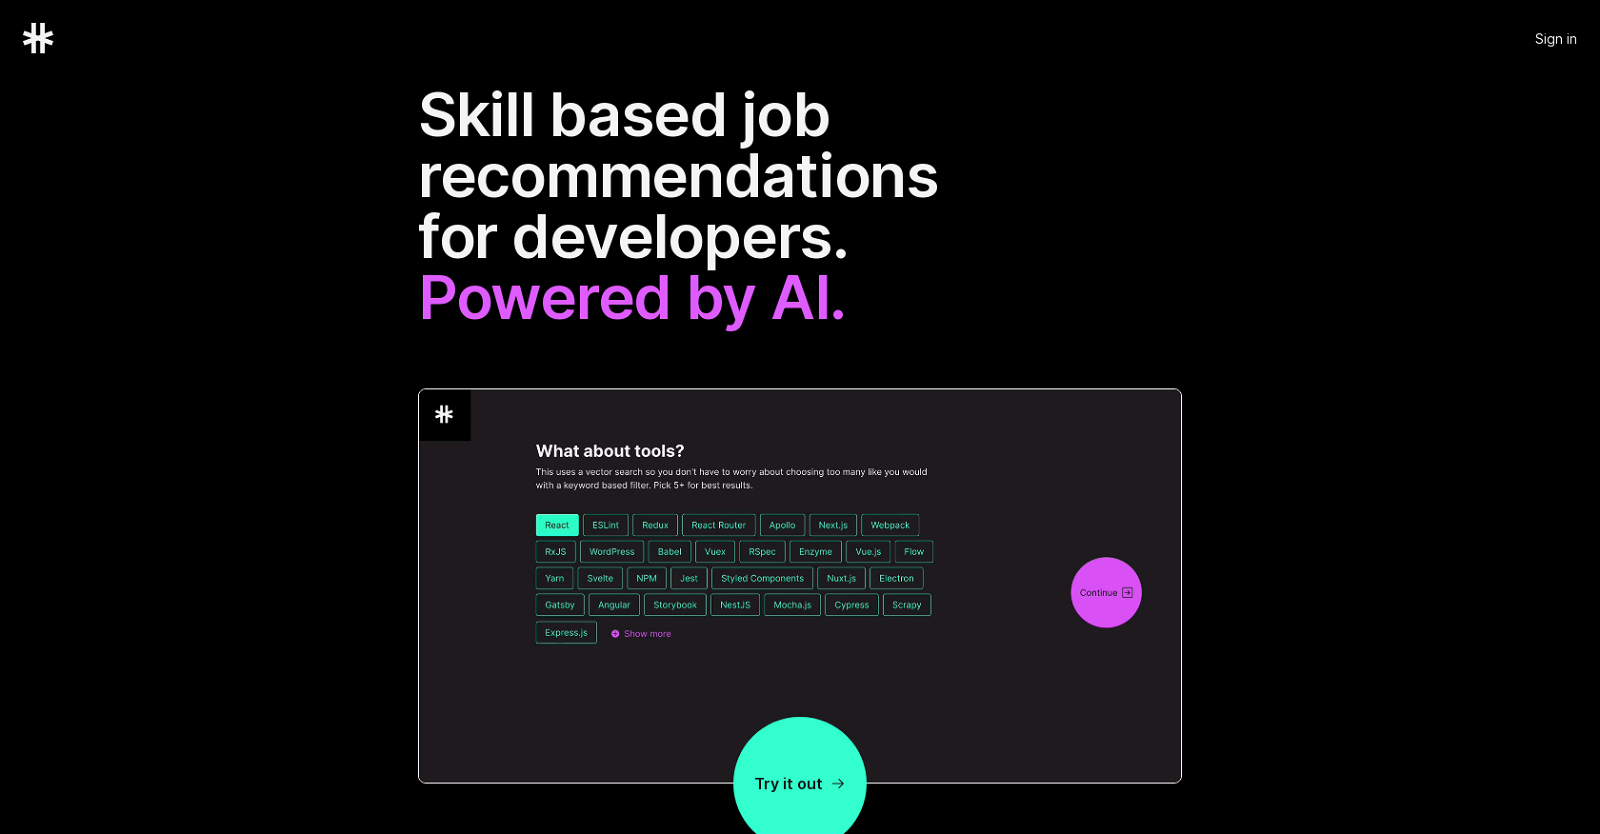 Sign in
Skill based job
recommendations
for developers.
Powered by AI.
What about tools?
This uses a vector search so you don't have to worry about choosing too many like you would
with a keyword based filter. Pick 5+ for best results.
React ESLint Redux React Router Apollo Next.js Webpack
RxJS WordPress Babel Vuex RSpec Enzyme Vue.js Flow
Yarn Svelte NPM Jest Styled Components Nuxt.js Electron
Gatsby Angular Storybook NestJS Mocha.js Cypress Scrapy
Express.js Show more
Continue
Try it out